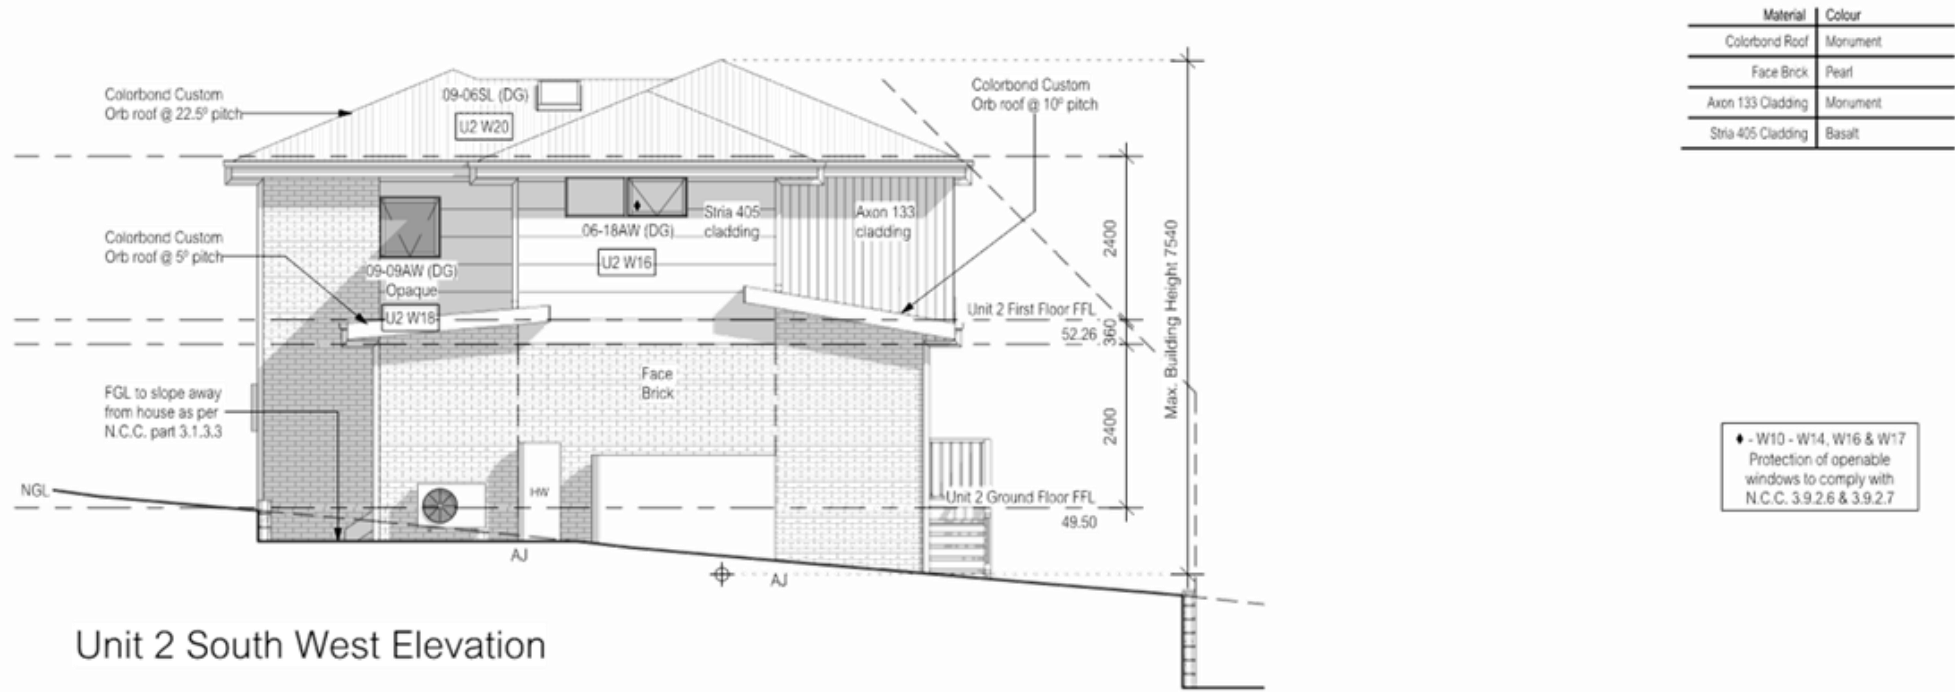 Material Colour
Colorbond Roof Monument
Face Brick Pearl
Axon 133 Cladding Monument
Stria 405 Cladding Basalt
Colorbond Custom
Orb roof @ 22.5º pitch
09-06SL (DG)
U2 W20
Colorbond Custom
Orb roof @ 10º pitch
Colorbond Custom
Orb roof @ 5º pitch
09-09AW (DG)
Opaque
U2 W18
06-18AW (DG)
U2 W16
Stria 405
cladding
Axon 133
cladding
2400
360
2400
Max. Building Height 7540
Unit 2 First Floor FFL
52.26
Face
Brick
FGL to slope away
from house as per
N.C.C. part 3.1.3.3
NGL
HW
Unit 2 Ground Floor FFL
49.50
AJ
AJ
♦ - W10 - W14, W16 & W17
Protection of openable
windows to comply with
N.C.C. 3.9.2.6 & 3.9.2.7
Unit 2 South West Elevation